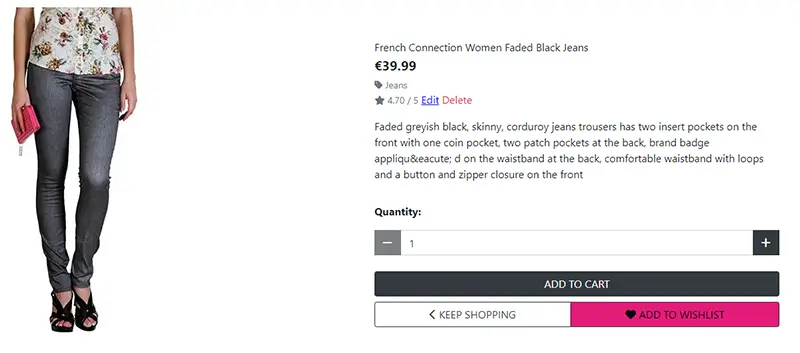 French Connection Women Faded Black Jeans
€39.99
Jeans
4.70 / 5 Edit Delete
Faded greyish black, skinny, corduroy jeans trousers has two insert pockets on the
front with one coin pocket, two patch pockets at the back, brand badge
appliqu&eacute; d on the waistband at the back, comfortable waistband with loops
and a button and zipper closure on the front
Quantity:
− 1 +
ADD TO CART
KEEP SHOPPING ADD TO WISHLIST